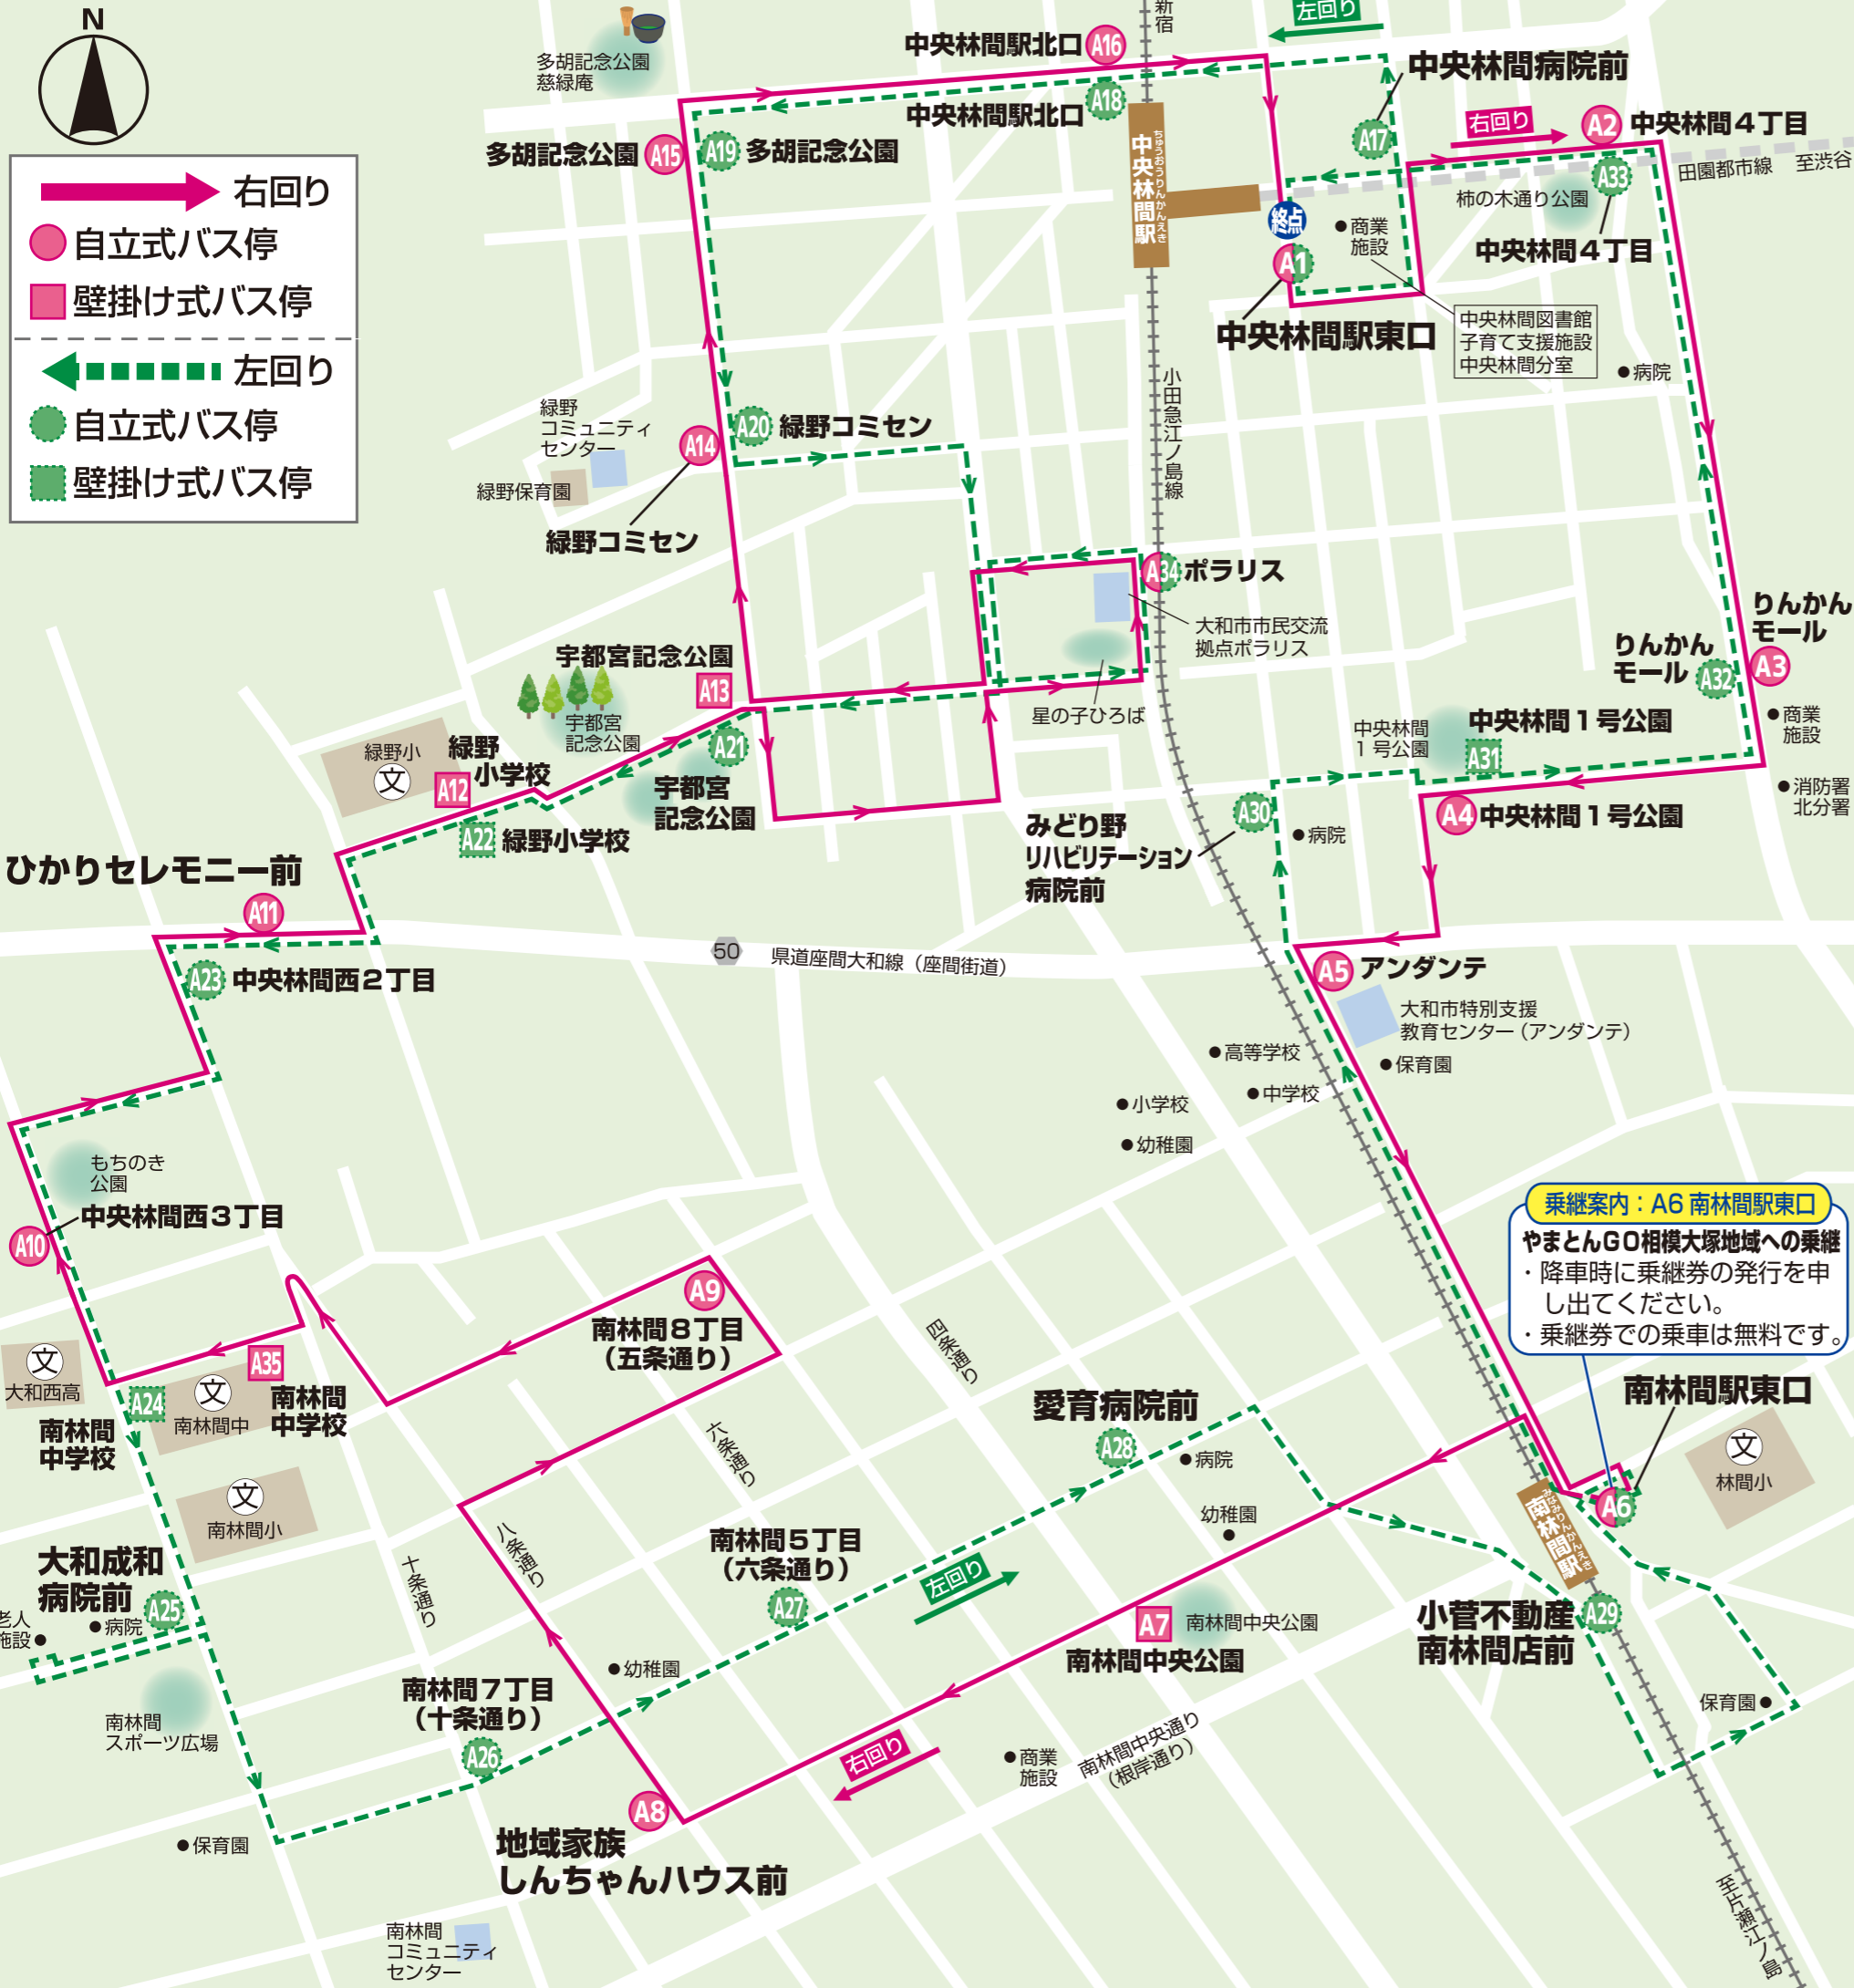 N
右回り
自立式バス停
壁掛け式バス停
左回り
自立式バス停
壁掛け式バス停
多胡記念公園
慈緑庵
新宿
左回り
中央林間駅北口
A16
中央林間駅北口
A18
中央林間病院前
A17
右回り
A2
中央林間4丁目
田園都市線 至渋谷
柿の木通り公園
A33
中央林間4丁目
多胡記念公園
A15
A19
多胡記念公園
中央林間駅
ちゅうおうりんかんえき
終点
A1
商業
施設
中央林間駅東口
中央林間図書館
子育て支援施設
中央林間分室
病院
小田急江ノ島線
緑野
コミュニティ
センター
緑野保育園
A14
A20
緑野コミセン
緑野コミセン
A34
ポラリス
大和市市民交流
拠点ポラリス
星の子ひろば
りんかん
モール
A3
りんかん
モール
A32
商業
施設
消防署
北分署
宇都宮記念公園
A13
宇都宮
記念公園
A21
宇都宮
記念公園
緑野小
文
緑野
小学校
A12
A22
緑野小学校
中央林間
1号公園
中央林間1号公園
A31
A4
中央林間1号公園
みどり野
リハビリテーション
病院前
A30
病院
ひかりセレモニー前
A11
A23
中央林間西2丁目
50
県道座間大和線（座間街道）
A5
アンダンテ
大和市特別支援
教育センター（アンダンテ）
保育園
高等学校
中学校
小学校
幼稚園
もちのき
公園
中央林間西3丁目
A10
乗継案内：A6 南林間駅東口
やまとんGO相模大塚地域への乗継
・降車時に乗継券の発行を申
し出てください。
・乗継券での乗車は無料です。
A9
南林間8丁目
（五条通り）
四条通り
文
大和西高
A24
南林間
中学校
文
南林間中
A35
南林間
中学校
文
南林間小
六条通り
愛育病院前
A28
病院
幼稚園
南林間駅東口
文
林間小
A6
南林間駅
みなみりんかんえき
大和成和
病院前
A25
病院
老人
施設
十条通り
八条通り
南林間5丁目
（六条通り）
A27
左回り
A7
南林間中央公園
南林間中央公園
小菅不動産
南林間店前
A29
保育園
南林間
スポーツ広場
南林間7丁目
（十条通り）
A26
幼稚園
右回り
商業
施設
南林間中央通り
（根岸通り）
A8
地域家族
しんちゃんハウス前
保育園
南林間
コミュニティ
センター
至片瀬江ノ島